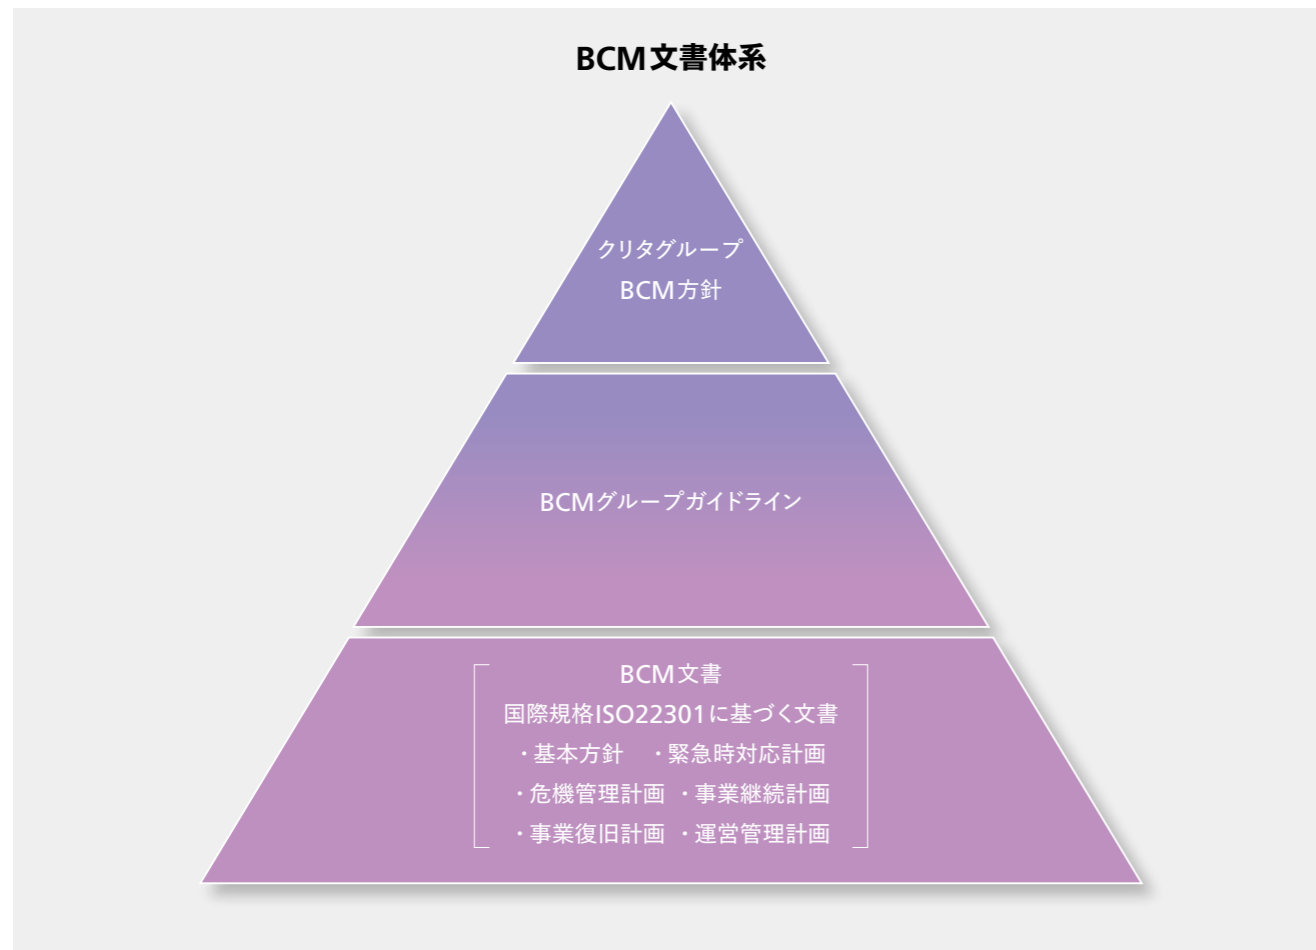 BCM文書体系
クリタグループ
BCM方針
BCMグループガイドライン
BCM文書
国際規格ISO22301に基づく文書
・基本方針 ・緊急時対応計画
・危機管理計画 ・事業継続計画
・事業復旧計画 ・運営管理計画